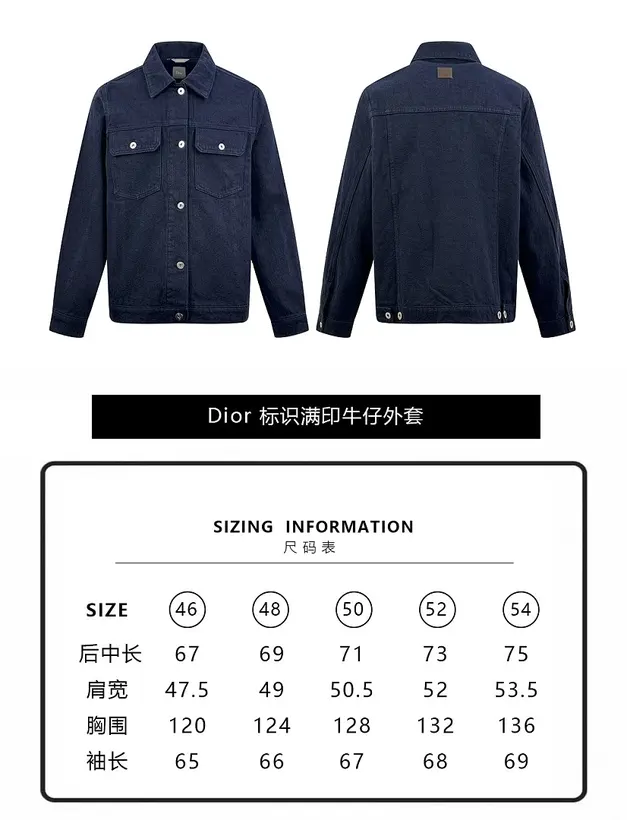 Dior 标识满印牛仔外套
SIZING INFORMATION
尺码表
SIZE 46 48 50 52 54
后中长 67 69 71 73 75
肩宽 47.5 49 50.5 52 53.5
胸围 120 124 128 132 136
袖长 65 66 67 68 69